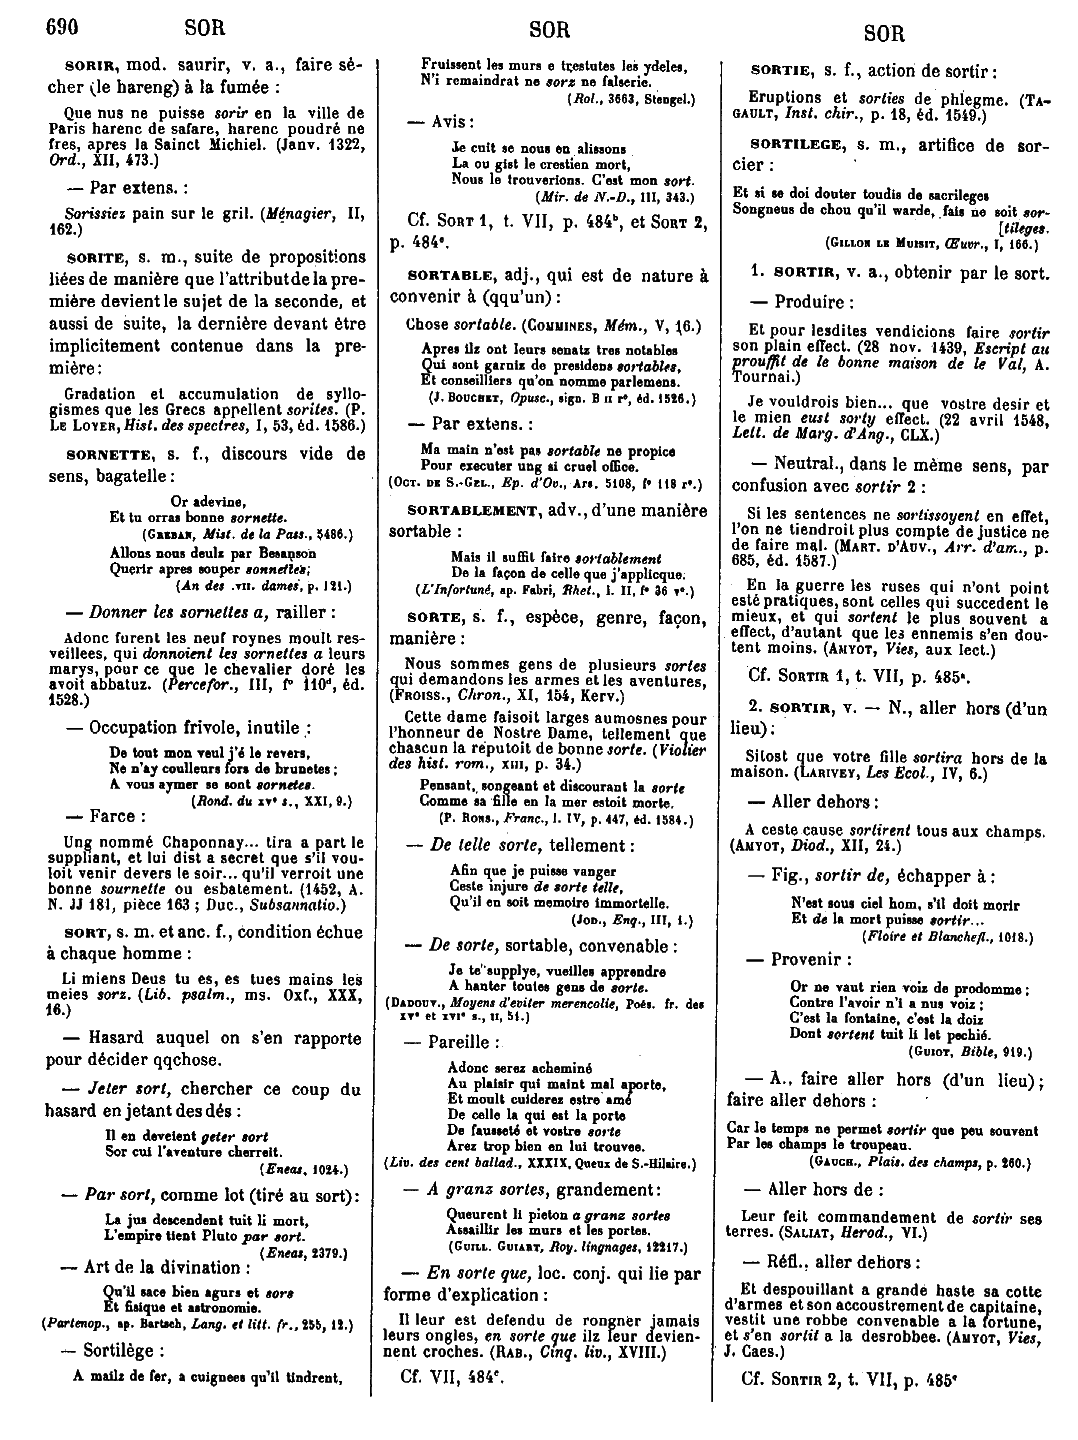 690 SOR SOR SOR
SORIR, mod. saurir, v. a., faire sé-
cher (le hareng) à la fumée :
Que nus ne puisse sorir en la ville de
Paris harenc de safare, harenc poudré ne
fres, apres la Sainct Michiel. (Janv. 1322,
Ord., XII, 473.)
— Par extens. :
Sorissiez pain sur le gril. (Ménagier, II,
162.)
SORITE, s. m., suite de propositions
liées de manière que l'attribut de la pre-
mière devient le sujet de la seconde, et
aussi de suite, la dernière devant être
implicitement contenue dans la pre-
mière:
Gradation et accumulation de syllo-
gismes que les Grecs appellent sorites. (P.
LE LOYER, Hist. des spectres, I, 53, éd. 1586.)
SORNETTE, s. f., discours vide de
sens, bagatelle :
Or adevine,
Et tu orras bonne sornette.
(GREBAN, Mist. de la Pass., 5486.)
Allons nous deulz par Besançon
Querir apres souper sonnettes;
(An des .VII. dames, p. 121.)
— Donner les sornettes a, railler :
Adonc furent les neuf roynes moult res-
veillees, qui donnoient les sornettes a leurs
marys, pour ce que le chevalier doré les
avoit abbatuz. (Percefor., III, f° 110ᵈ, éd.
1528.)
— Occupation frivole, inutile :
De tout mon veul j'é le revers,
Ne n'ay coulleurs fors de brunetes ;
A vous aymer se sont sornetes.
(Rond. du XVᵉ s., XXI, 9.)
— Farce :
Ung nommé Chaponnay... tira a part le
suppliant, et lui dist a secret que s'il vou-
loit venir devers le soir... qu'il verroit une
bonne sournette ou esbatement. (1452, A.
N. JJ 181, pièce 163 ; Duc., Subsannatio.)
SORT, s. m. et anc. f., condition échue
à chaque homme :
Li miens Deus tu es, es tues mains les
meies sorz. (Lib. psalm., ms. Oxf., XXX,
16.)
— Hasard auquel on s'en rapporte
pour décider qqchose.
— Jeter sort, chercher ce coup du
hasard en jetant des dés :
Il en deveient geter sort
Sor cui l'aventure cherreit.
(Eneas, 1024.)
— Par sort, comme lot (tiré au sort) :
La jus descendent tuit li mort,
L'empire tient Pluto par sort.
(Eneas, 2379.)
— Art de la divination :
Qu'il sace bien agurs et sors
Et fisique et astronomie.
(Partenop., ap. Bartsch, Lang. et litt. fr., 255, 12.)
— Sortilège :
A mailz de fer, a cuignees qu'il tindrent,
Fruissent les murs e trestutes les ydeles,
N'i remaindrat ne sorz ne falserie.
(Rol., 3663, Stengel.)
— Avis :
Je cuit se nous en alissons
La ou gist le crestien mort,
Nous le trouverions. C'est mon sort.
(Mir. de N.-D., III, 343.)
Cf. SORT 1, t. VII, p. 484ᵇ, et SORT 2,
p. 484ᵉ.
SORTABLE, adj., qui est de nature à
convenir à (qqu'un) :
Chose sortable. (COMMINES, Mém., V, 16.)
Apres ilz ont leurs senatz tres notables
Qui sont garniz de presidens sortables,
Et conseilliers qu'on nomme parlemens.
(J. BOUCHET, Opusc., sign. B II r°, éd. 1526.)
— Par extens. :
Ma main n'est pas sortable ne propice
Pour executer ung si cruel office.
(OCT. DE S.-GEL., Ep. d'Ov., Ars. 5108, f° 118 r°.)
SORTABLEMENT, adv., d'une manière
sortable :
Mais il suffit faire sortablement
De la façon de celle que j'applicque.
(L'Infortuné, ap. Fabri, Rhet., l. II, f° 36 v°.)
SORTE, s. f., espèce, genre, façon,
manière :
Nous sommes gens de plusieurs sortes
qui demandons les armes et les aventures,
(FROISS., Chron., XI, 154, Kerv.)
Cette dame faisoit larges aumosnes pour
l'honneur de Nostre Dame, tellement que
chascun la reputoit de bonne sorte. (Violier
des hist. rom., XIII, p. 34.)
Pensant, songeant et discourant la sorte
Comme sa fille en la mer estoit morte.
(P. RONS., Franc., l. IV, p. 447, éd. 1584.)
— De telle sorte, tellement :
Afin que je puisse vanger
Ceste injure de sorte telle,
Qu'il en soit memoire immortelle.
(JOD., Eng., III, 1.)
— De sorte, sortable, convenable :
Je te supplye, vueilles apprendre
A hanter toutes gens de sorte.
(DADOUT., Moyens d'eviter merencolie, Poés. fr. des
XVᵉ et XVIᵉ s., II, 51.)
— Pareille :
Adonc serez acheminé
Au plaisir qui maint mal aporte,
Et moult cuiderez estre amé
De celle la qui est la porte
De fausseté et vostre sorte
Arez trop bien en lui trouvee.
(Liv. des cent ballad., XXXIX, Queux de S.-Hilaire.)
— A granz sortes, grandement :
Queurent li pieton a granz sortes
Assaillir les murs et les portes.
(GUILL. GUIART, Roy. lingnages, 12217.)
— En sorte que, loc. conj. qui lie par
forme d'explication :
Il leur est defendu de rongner jamais
leurs ongles, en sorte que ilz leur devien-
nent croches. (RAB., Cinq. liv., XVIII.)
Cf. VII, 484ᶜ.
SORTIE, s. f., action de sortir :
Eruptions et sorties de phlegme. (TA-
GAULT, Inst. chir., p. 18, éd. 1549.)
SORTILEGE, s. m., artifice de sor-
cier :
Et si se doi douter toudis de sacrileges
Songneus de chou qu'il warde, fais ne soit sor-
[tileges.
(GILLON LE MUISIT, Œuvr., I, 166.)
1. SORTIR, v. a., obtenir par le sort.
— Produire :
Et pour lesdites vendicions faire sortir
son plain effect. (28 nov. 1439, Escript au
prouffit de le bonne maison de le Val, A.
Tournai.)
Je vouldrois bien... que vostre desir et
le mien eust sorty effect. (22 avril 1548,
Lett. de Marg. d'Ang., CLX.)
— Neutral., dans le même sens, par
confusion avec sortir 2 :
Si les sentences ne sortissoyent en effet,
l'on ne tiendroit plus compte de justice ne
de faire mal. (MART. D'AUV., Arr. d'am., p.
685, éd. 1587.)
En la guerre les ruses qui n'ont point
esté pratiques, sont celles qui succedent le
mieux, et qui sortent le plus souvent a
effect, d'autant que les ennemis s'en dou-
tent moins. (AMYOT, Vies, aux lect.)
Cf. SORTIR 1, t. VII, p. 485ᵃ.
2. SORTIR, v. — N., aller hors (d'un
lieu) :
Sitost que votre fille sortira hors de la
maison. (LARIVEY, Les Ecol., IV, 6.)
— Aller dehors :
A ceste cause sortirent tous aux champs.
(AMYOT, Diod., XII, 24.)
— Fig., sortir de, échapper à :
N'est sous ciel hom, s'il doit morir
Et de la mort puisse sortir...
(Floire et Blanchefl., 1018.)
— Provenir :
Or ne vaut rien voiz de prodomme ;
Contre l'avoir n'i a nus voiz ;
C'est la fontaine, c'est la doiz
Dont sortent tuit li let pechié.
(GUIOT, Bible, 919.)
— A., faire aller hors (d'un lieu) ;
faire aller dehors :
Car le temps ne permet sortir que peu souvent
Par les champs le troupeau.
(GAUCH., Plais. des champs, p. 260.)
— Aller hors de :
Leur feit commandement de sortir ses
terres. (SALIAT, Herod., VI.)
— Réfl., aller dehors :
Et despouillant a grande haste sa cotte
d'armes et son accoustrement de capitaine,
vestit une robbe convenable a la fortune,
et s'en sortit a la desrobbee. (AMYOT, Vies,
J. Caes.)
Cf. SORTIR 2, t. VII, p. 485ᵉ